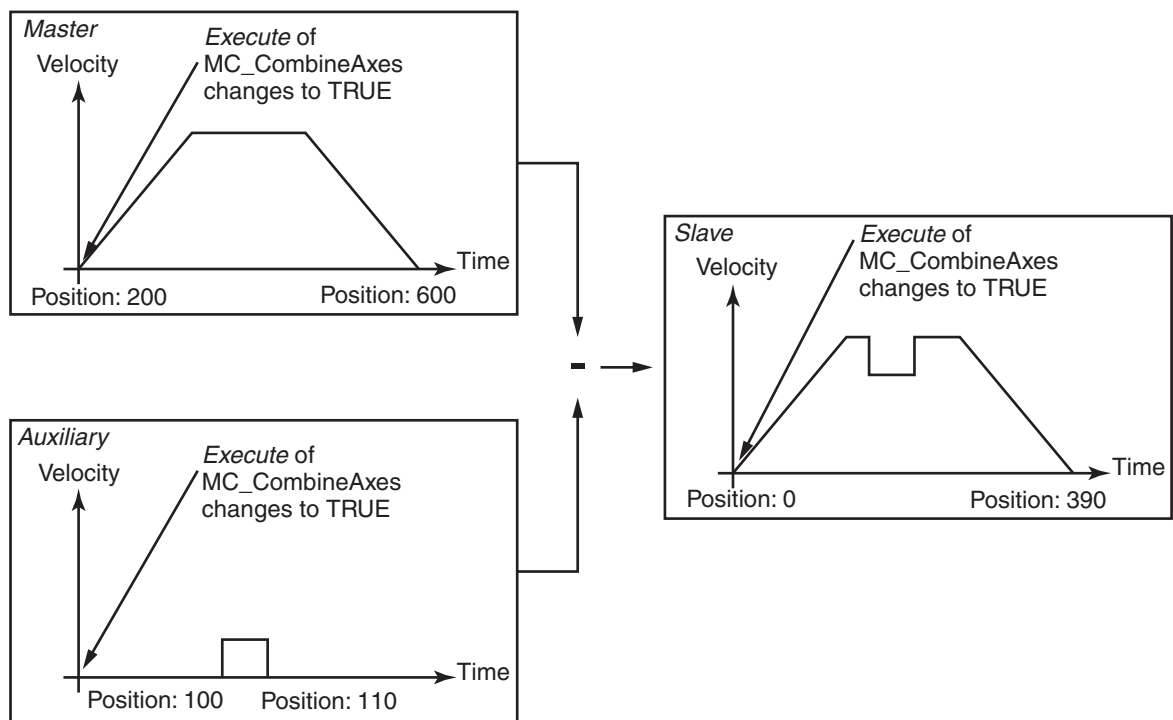 Master
Execute of
MC_CombineAxes
changes to TRUE
Velocity
Time
Position: 200
Position: 600
-
Slave
Execute of
MC_CombineAxes
changes to TRUE
Velocity
Time
Position: 0
Position: 390
Auxiliary
Execute of
MC_CombineAxes
changes to TRUE
Velocity
Time
Position: 100
Position: 110